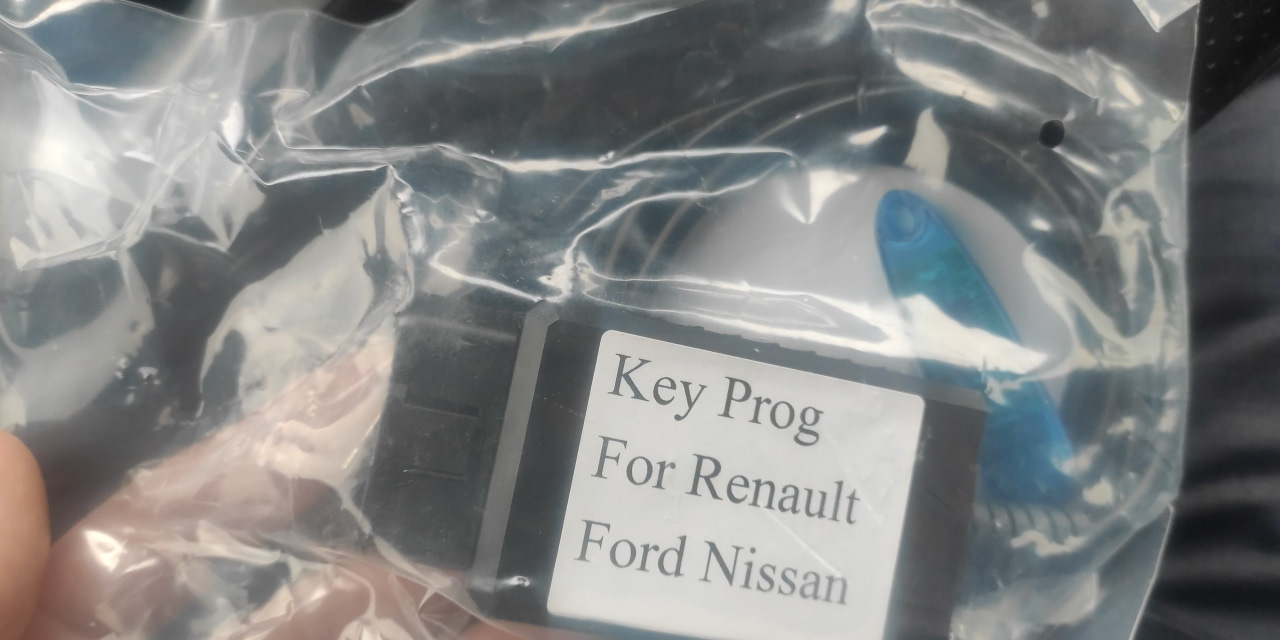 Key Prog
For Renault
Ford Nissan